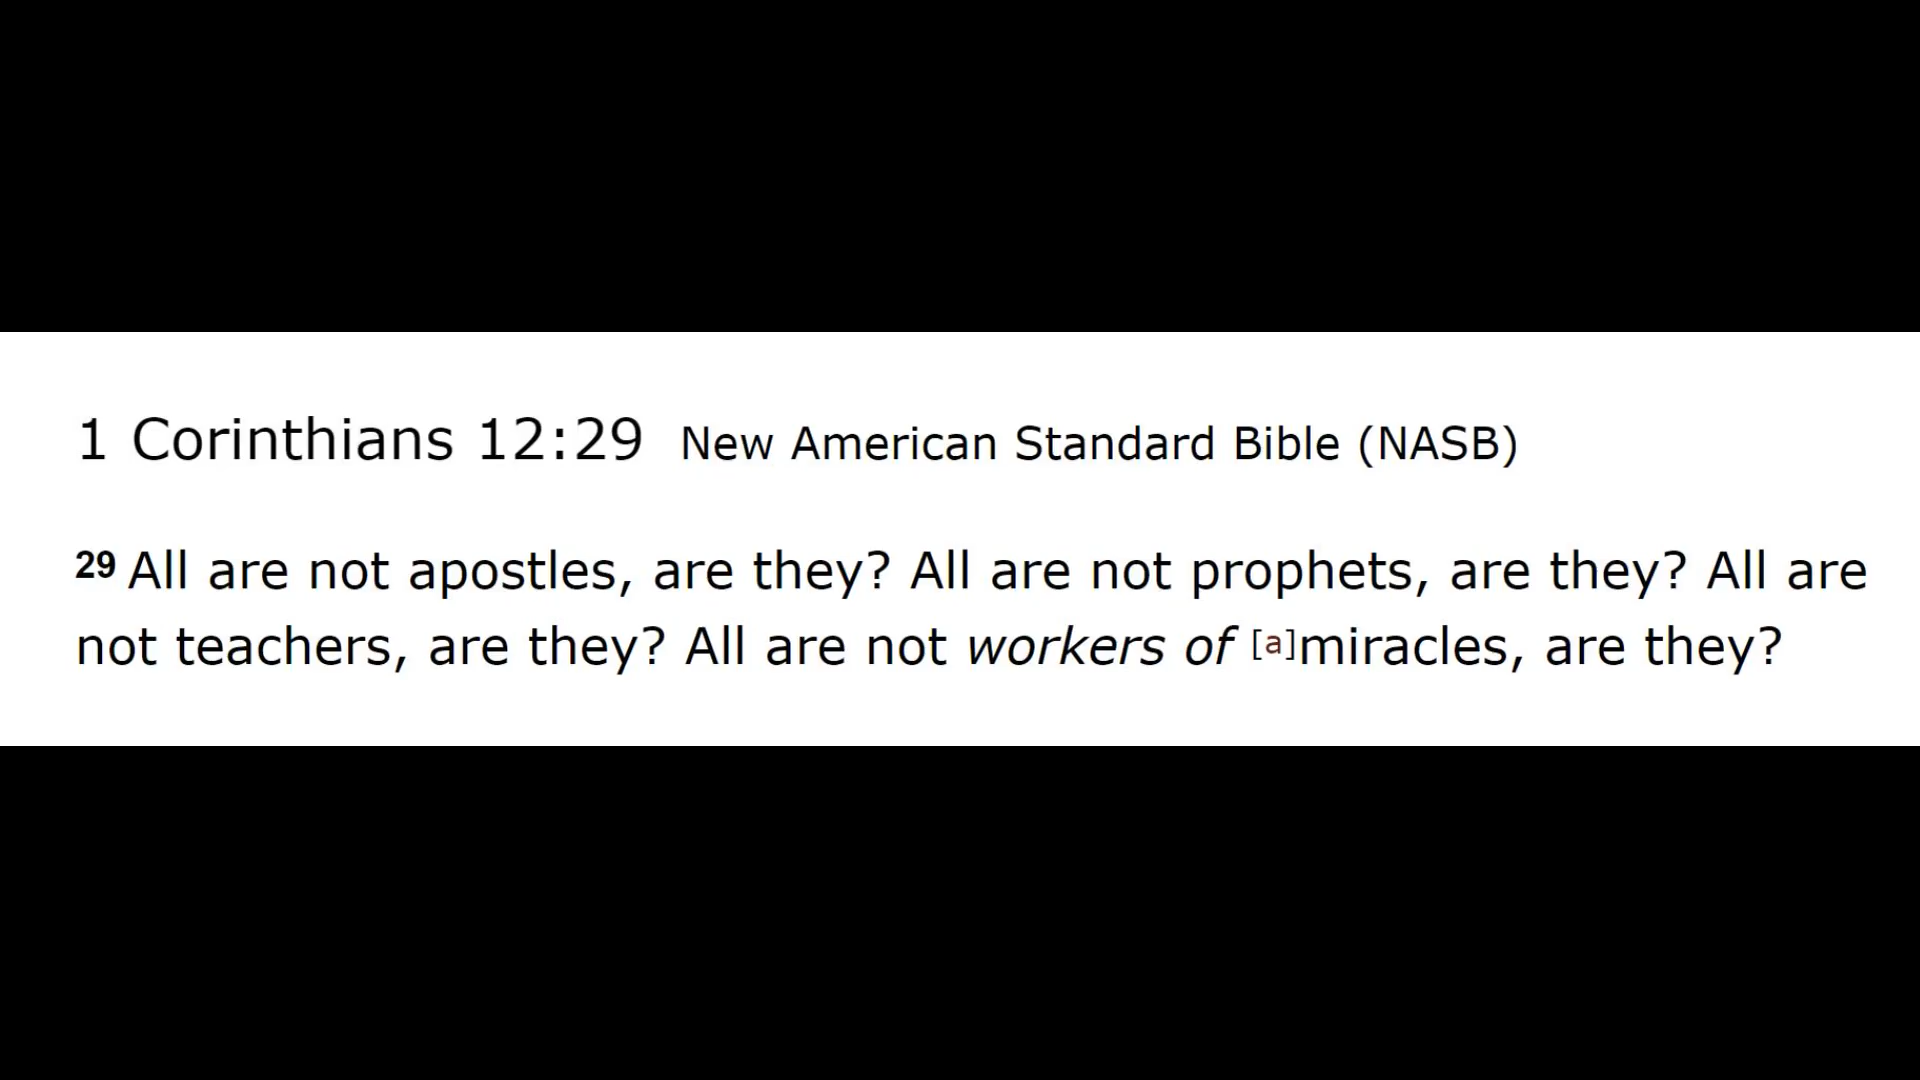 1 Corinthians 12:29 New American Standard Bible (NASB)
29 All are not apostles, are they? All are not prophets, are they? All are
not teachers, are they? All are not workers of [a]miracles, are they?